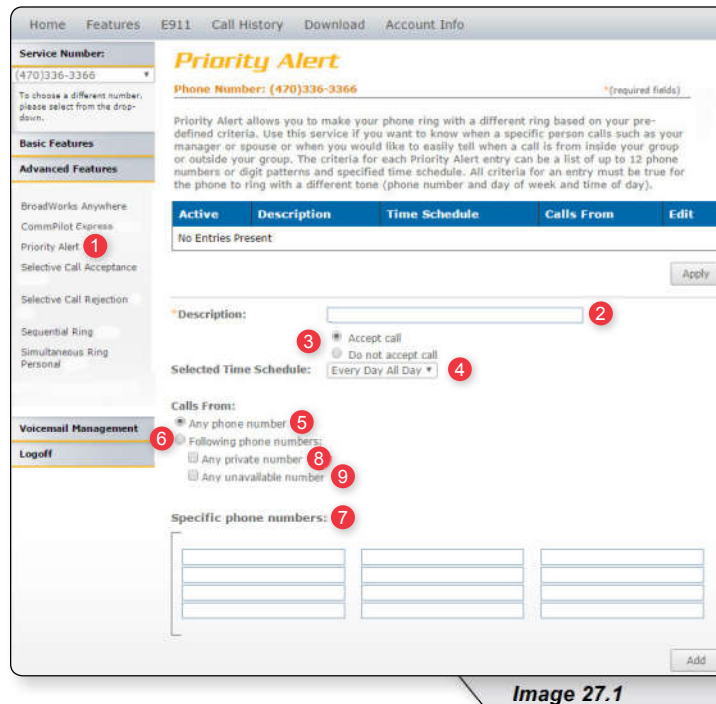 Home Features E911 Call History Download Account Info
Service Number:
(470)336-3366
To choose a different number,
please select from the drop-
down.
Basic Features
Advanced Features
BroadWorks Anywhere
CommPilot Express
Priority Alert 1
Selective Call Acceptance
Selective Call Rejection
Sequential Ring
Simultaneous Ring
Personal
Voicemail Management
Logoff
Priority Alert
Phone Number: (470)336-3366 *(required fields)
Priority Alert allows you to make your phone ring with a different ring based on your pre-
defined criteria. Use this service if you want to know when a specific person calls such as your
manager or spouse or when you would like to easily tell when a call is from inside your group
or outside your group. The criteria for each Priority Alert entry can be a list of up to 12 phone
numbers or digit patterns and specified time schedule. All criteria for an entry must be true for
the phone to ring with a different tone (phone number and day of week and time of day).
Active Description Time Schedule Calls From Edit
No Entries Present
Apply
*Description: 2
3 Accept call
Do not accept call
Selected Time Schedule: Every Day All Day 4
Calls From:
Any phone number 5
6 Following phone numbers:
Any private number 8
Any unavailable number 9
Specific phone numbers: 7
Add
Image 27.1